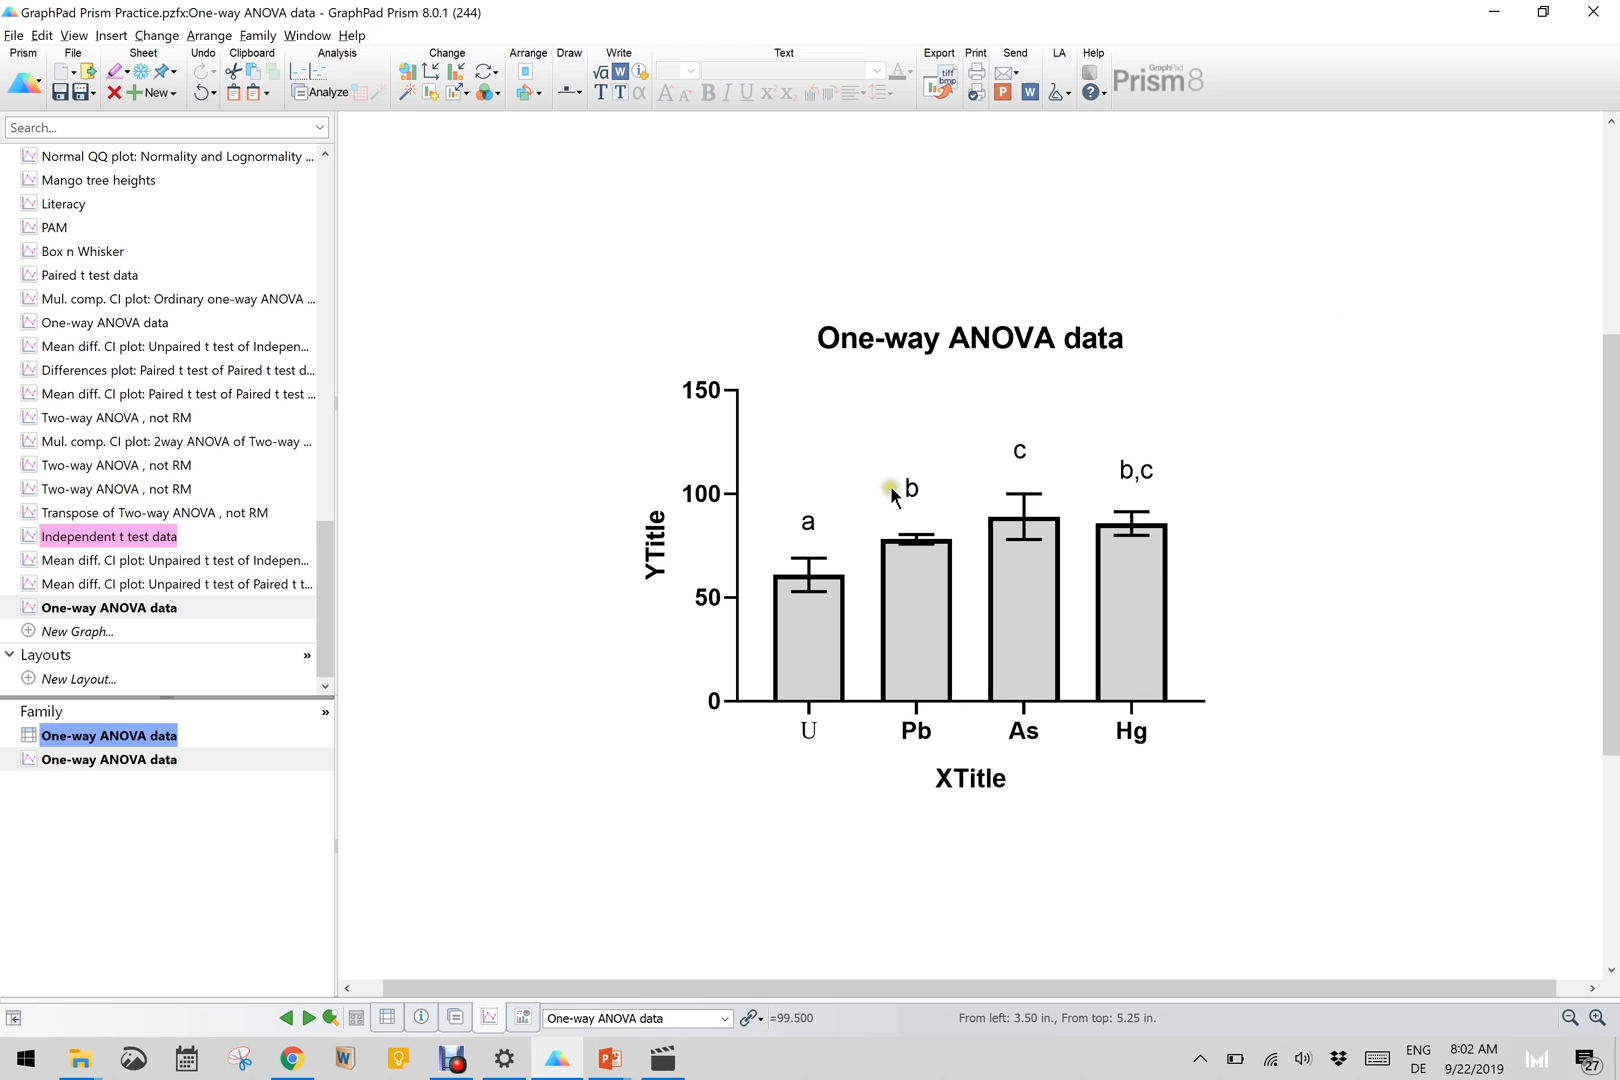 GraphPad Prism Practice.pzfx:One-way ANOVA data - GraphPad Prism 8.0.1 (244)
File Edit View Insert Change Arrange Family Window Help
Prism File Sheet Undo Clipboard Analysis Change Arrange Draw Write Text Export Print Send LA Help
New
Analyze
tiff
bmp
GraphPad
Prism 8
Search...
Normal QQ plot: Normality and Lognormality ...
Mango tree heights
Literacy
PAM
Box n Whisker
Paired t test data
Mul. comp. CI plot: Ordinary one-way ANOVA ...
One-way ANOVA data
Mean diff. CI plot: Unpaired t test of Indepen...
Differences plot: Paired t test of Paired t test d...
Mean diff. CI plot: Paired t test of Paired t test ...
Two-way ANOVA , not RM
Mul. comp. CI plot: 2way ANOVA of Two-way ...
Two-way ANOVA , not RM
Two-way ANOVA , not RM
Transpose of Two-way ANOVA , not RM
Independent t test data
Mean diff. CI plot: Unpaired t test of Indepen...
Mean diff. CI plot: Unpaired t test of Paired t t...
One-way ANOVA data
New Graph...
Layouts »
New Layout...
Family »
One-way ANOVA data
One-way ANOVA data
One-way ANOVA data
150
100
50
0
YTitle
a
b
c
b,c
U Pb As Hg
XTitle
One-way ANOVA data
=99.500
From left: 3.50 in., From top: 5.25 in.
ENG
DE
8:02 AM
9/22/2019
27